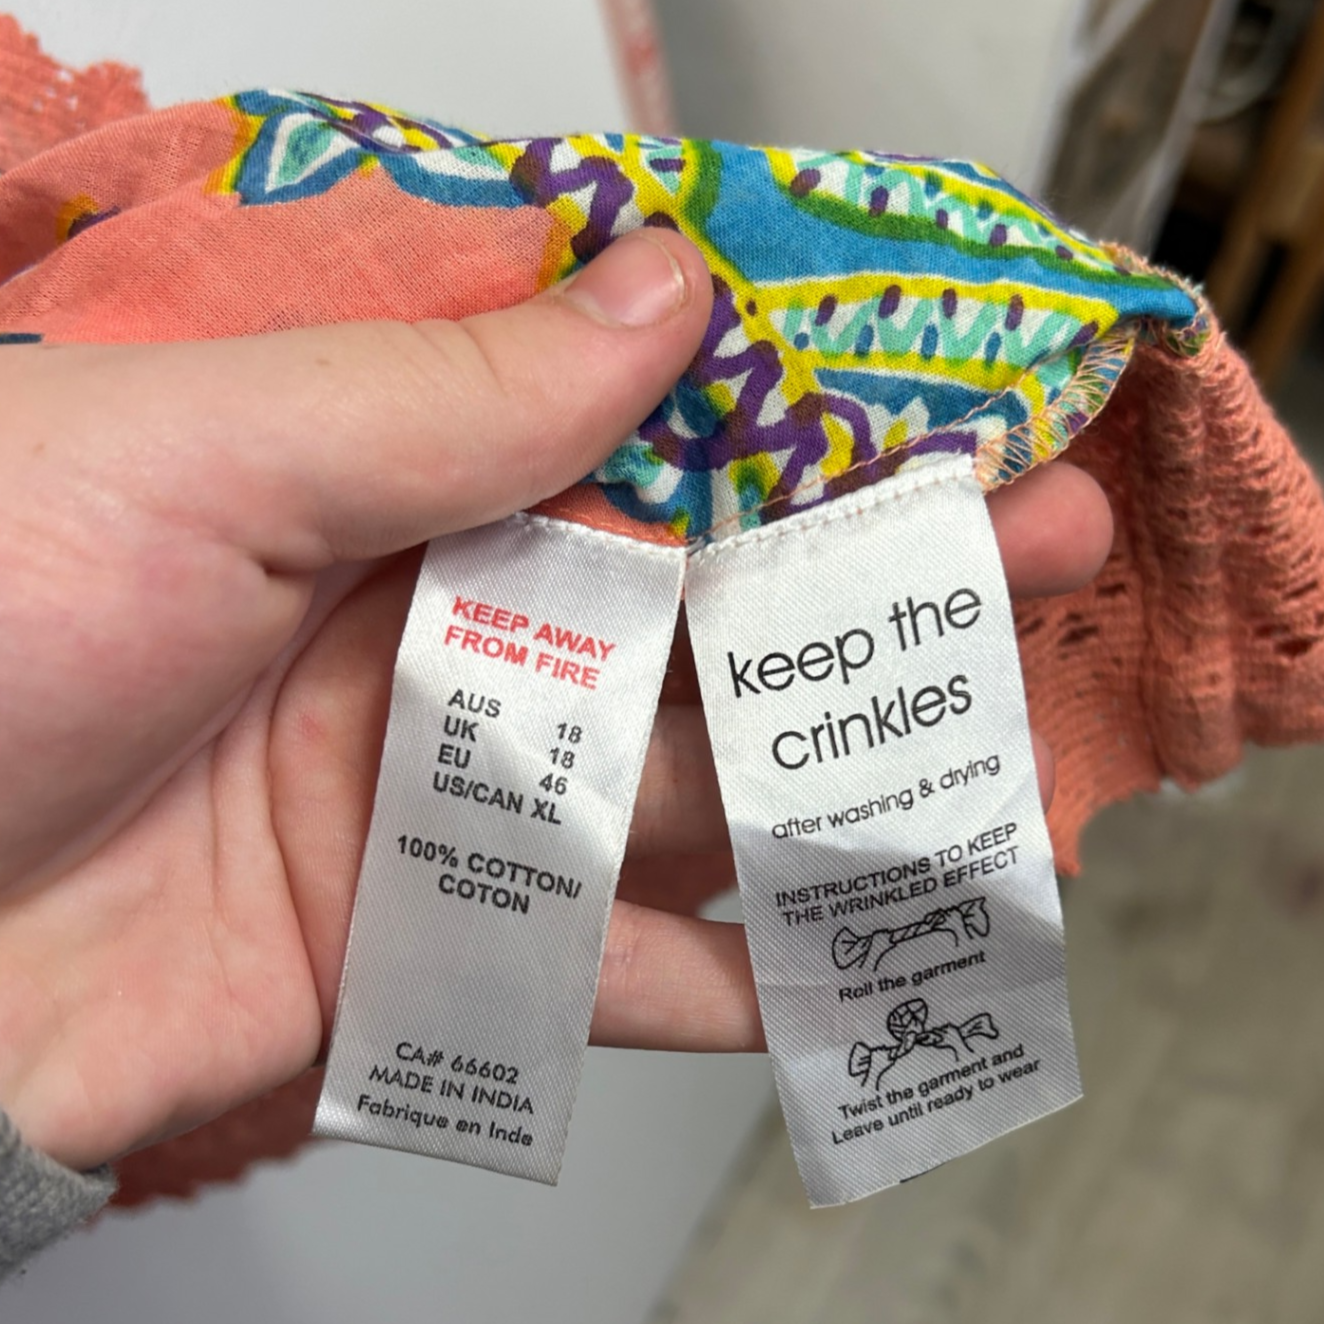 KEEP AWAY
FROM FIRE
AUS 18
UK 18
EU 46
US/CAN XL
100% COTTON/
COTON
CA# 66602
MADE IN INDIA
Fabrique en Inde
keep the
crinkles
after washing & drying
INSTRUCTIONS TO KEEP
THE WRINKLED EFFECT
Roll the garment
Twist the garment and
Leave until ready to wear